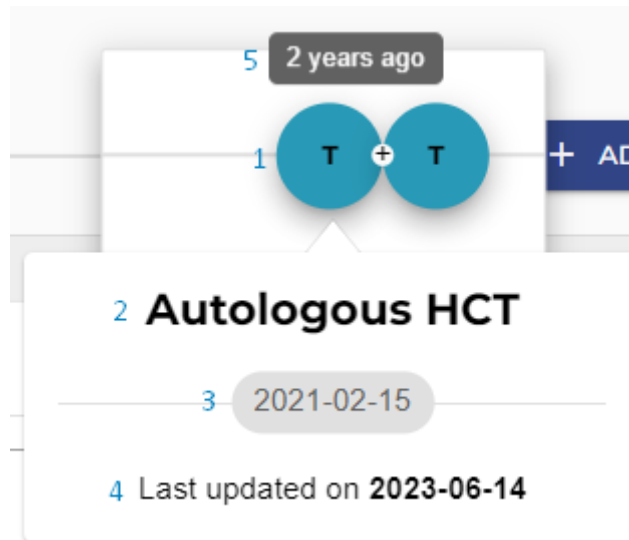 5 2 years ago
1 T + T + AD
2 Autologous HCT
3 2021-02-15
4 Last updated on 2023-06-14